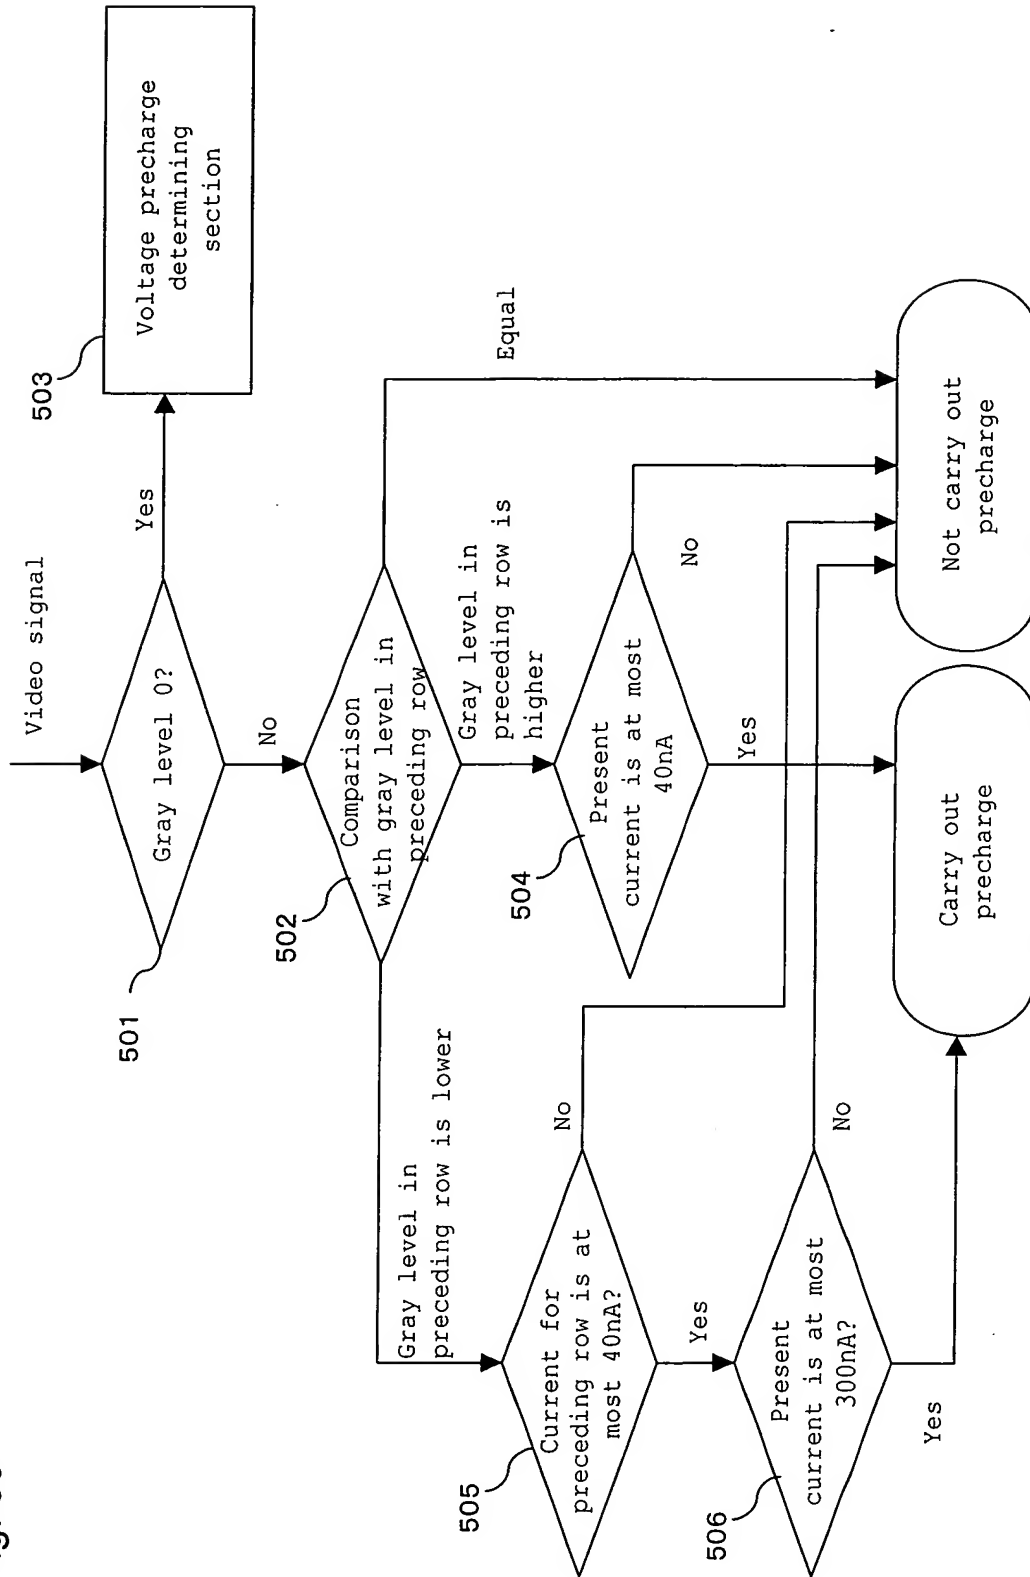 Video signal
501
Gray level 0?
Yes
503
Voltage precharge
determining
section
No
502
Comparison
with gray level in
preceding row
Equal
Gray level in
preceding row is
higher
Gray level in
preceding row is lower
504
Present
current is at most
40nA
No
Yes
505
Current for
preceding row is at
most 40nA?
No
Yes
506
Present
current is at most
300nA?
No
Yes
Carry out
precharge
Not carry out
precharge